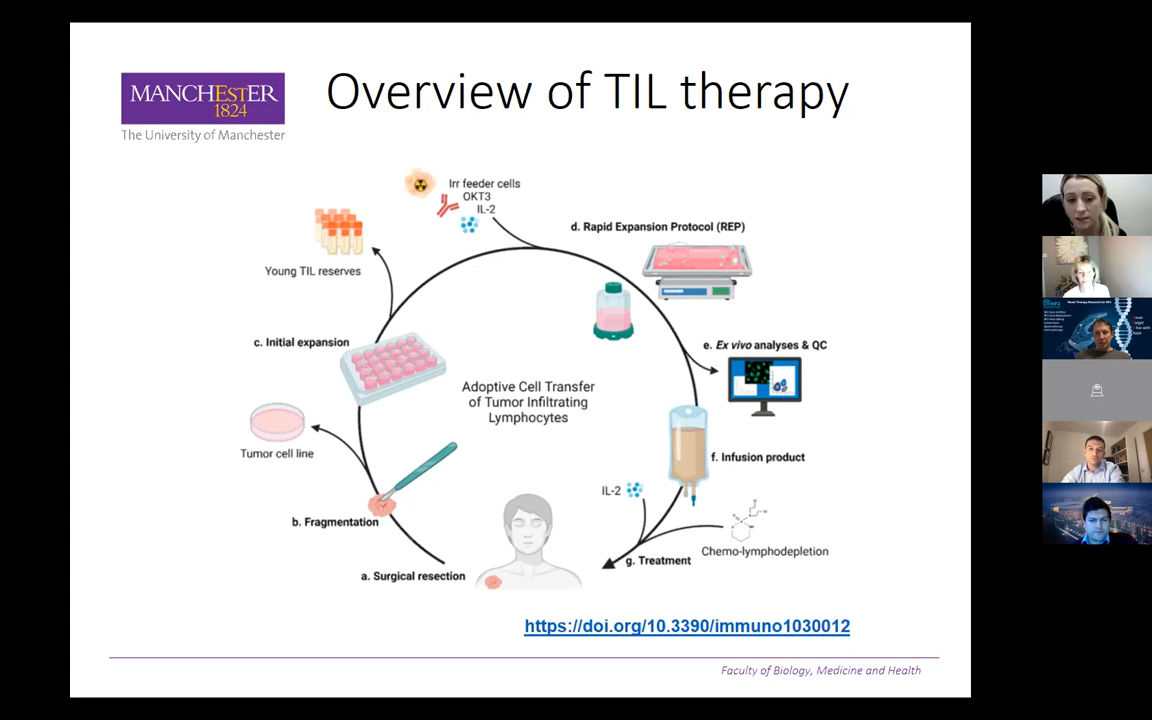 MANCHESTER
1824
The University of Manchester
Overview of TIL therapy
Irr feeder cells
OKT3
IL-2
Young TIL reserves
d. Rapid Expansion Protocol (REP)
c. Initial expansion
e. Ex vivo analyses & QC
Adoptive Cell Transfer
of Tumor Infiltrating
Lymphocytes
Tumor cell line
f. Infusion product
IL-2
b. Fragmentation
Chemo-lymphodepletion
g. Treatment
a. Surgical resection
https://doi.org/10.3390/immuno1030012
Faculty of Biology, Medicine and Health